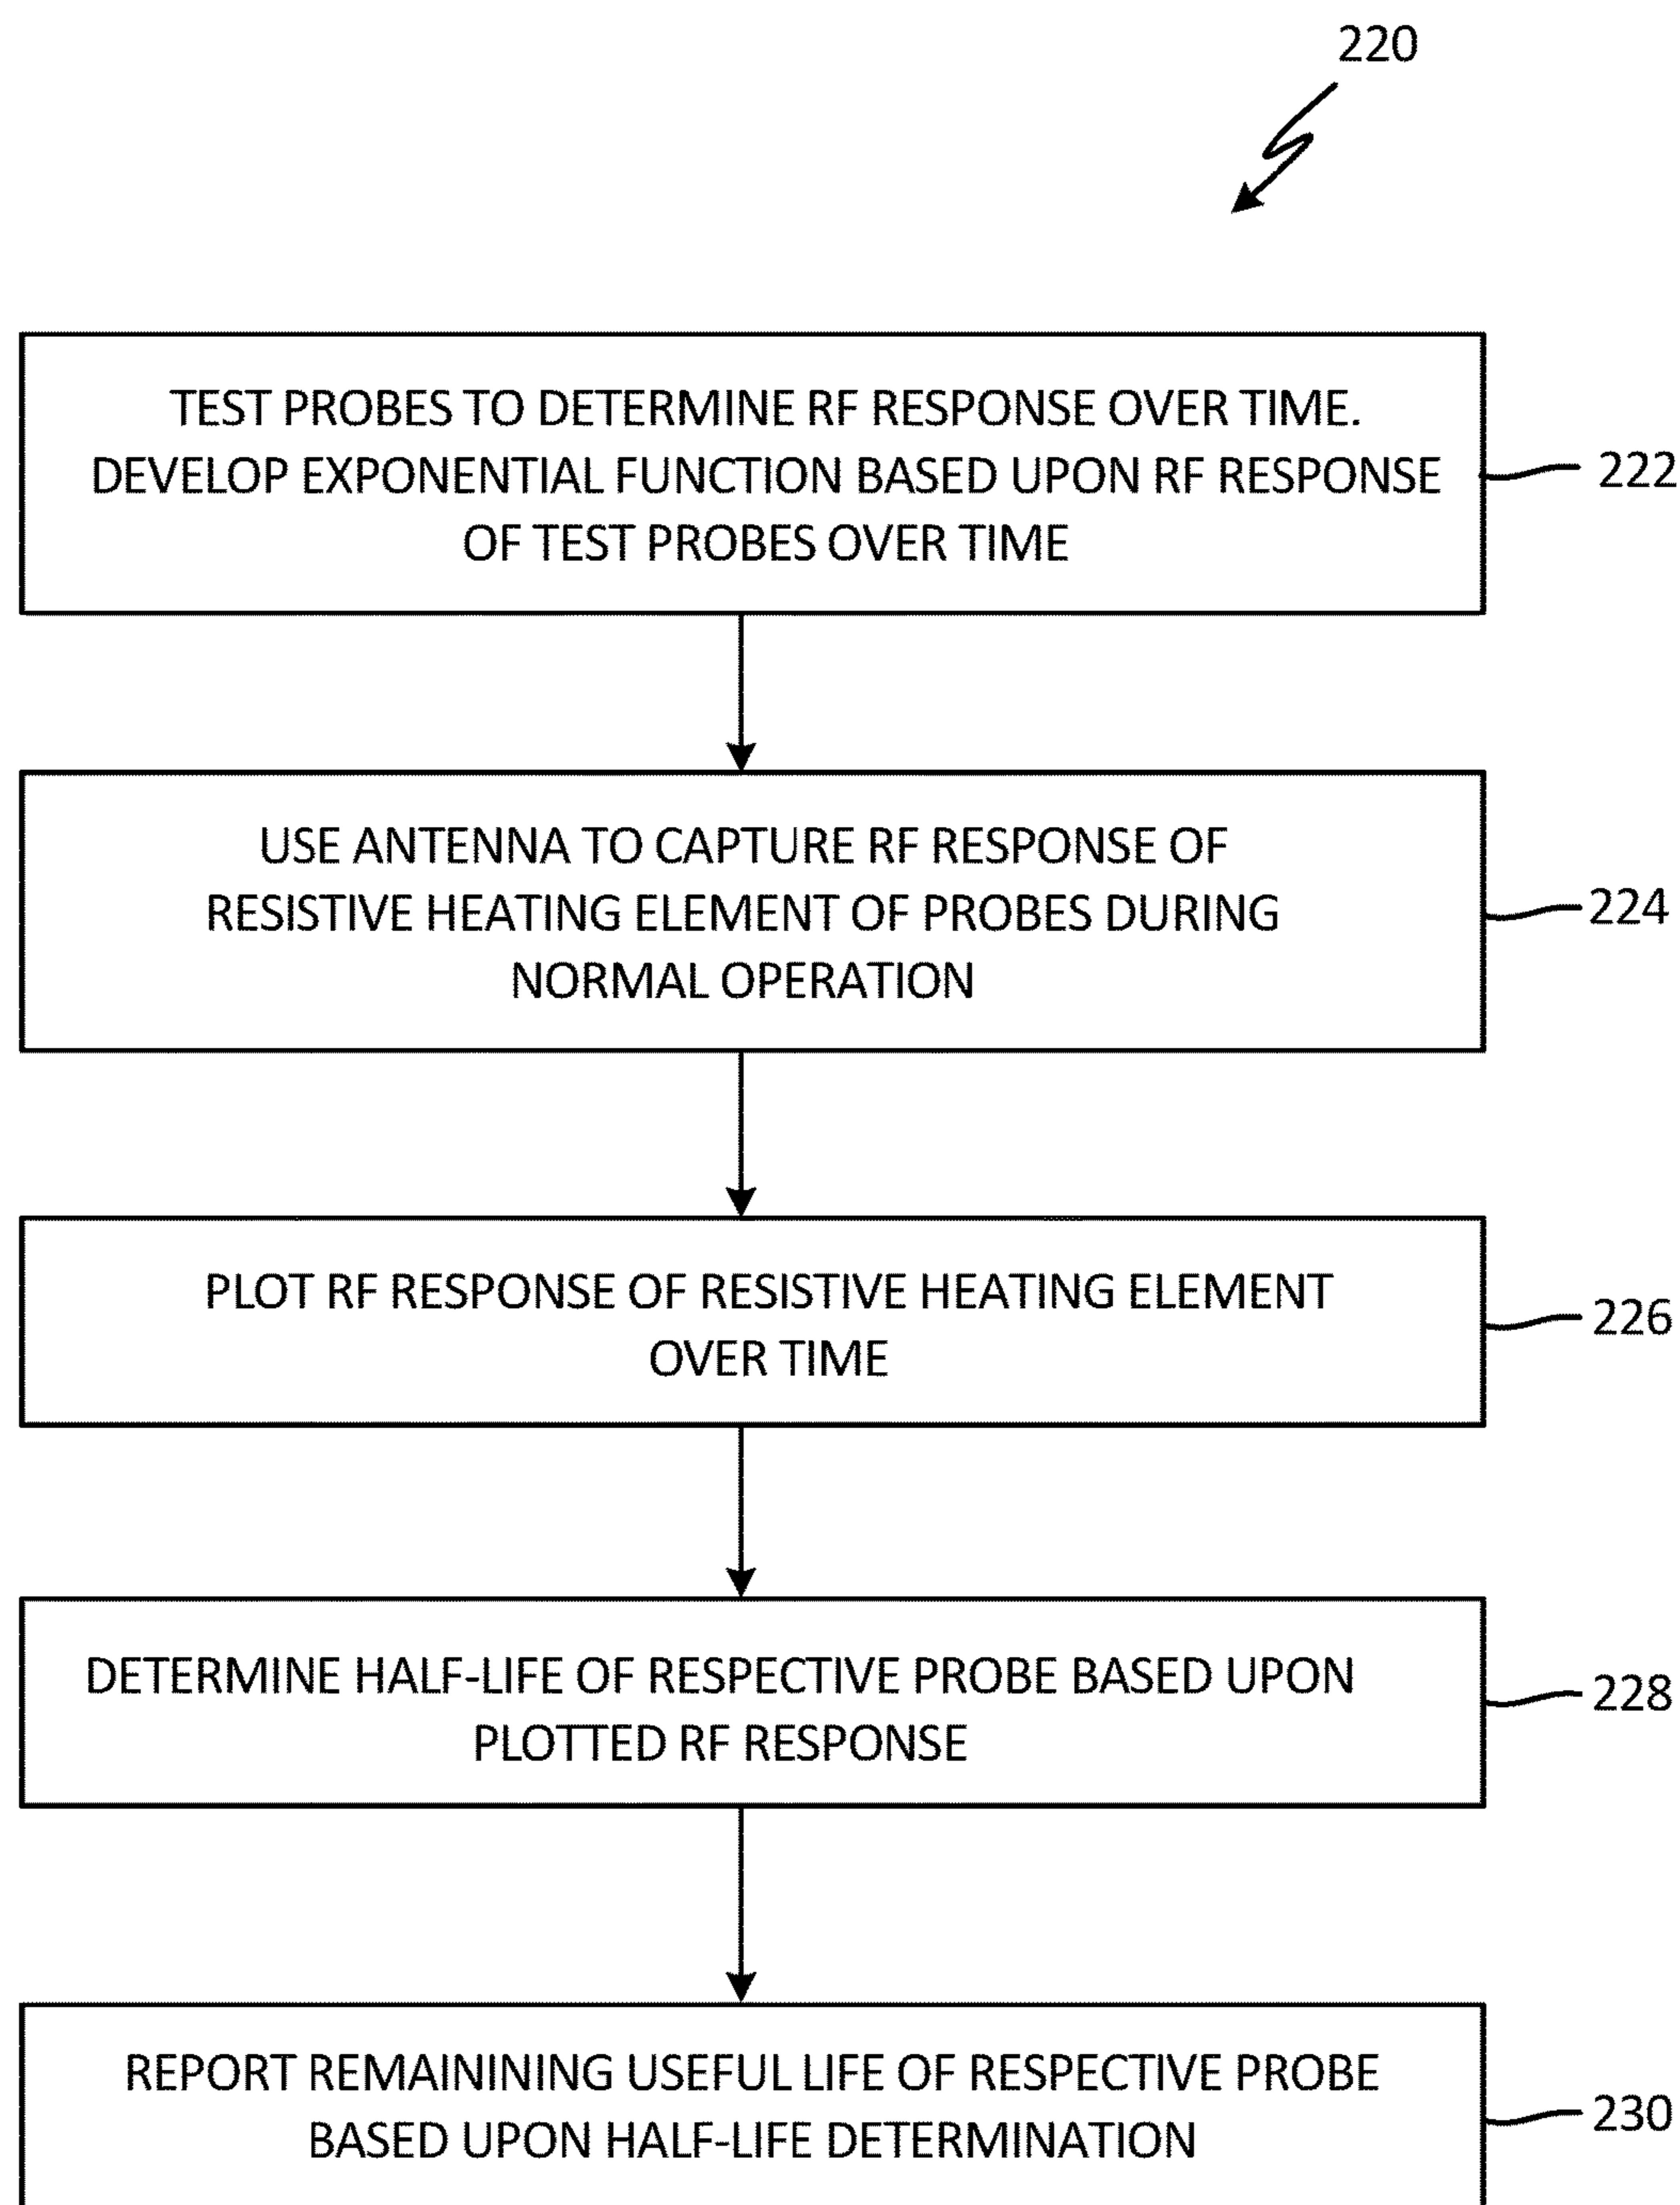 220
TEST PROBES TO DETERMINE RF RESPONSE OVER TIME.
DEVELOP EXPONENTIAL FUNCTION BASED UPON RF RESPONSE
OF TEST PROBES OVER TIME
222
USE ANTENNA TO CAPTURE RF RESPONSE OF
RESISTIVE HEATING ELEMENT OF PROBES DURING
NORMAL OPERATION
224
PLOT RF RESPONSE OF RESISTIVE HEATING ELEMENT
OVER TIME
226
DETERMINE HALF-LIFE OF RESPECTIVE PROBE BASED UPON
PLOTTED RF RESPONSE
228
REPORT REMAINING USEFUL LIFE OF RESPECTIVE PROBE
BASED UPON HALF-LIFE DETERMINATION
230